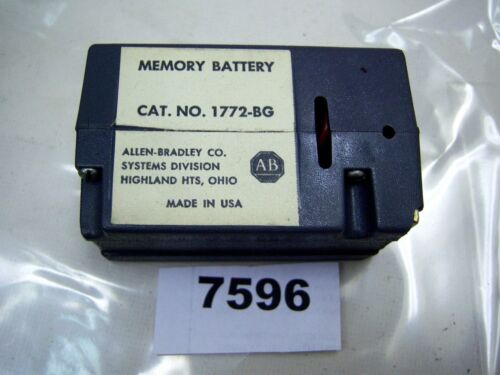 MEMORY BATTERY
CAT. NO. 1772-BG
ALLEN-BRADLEY CO.
SYSTEMS DIVISION
HIGHLAND HTS, OHIO
AB
MADE IN USA
7596